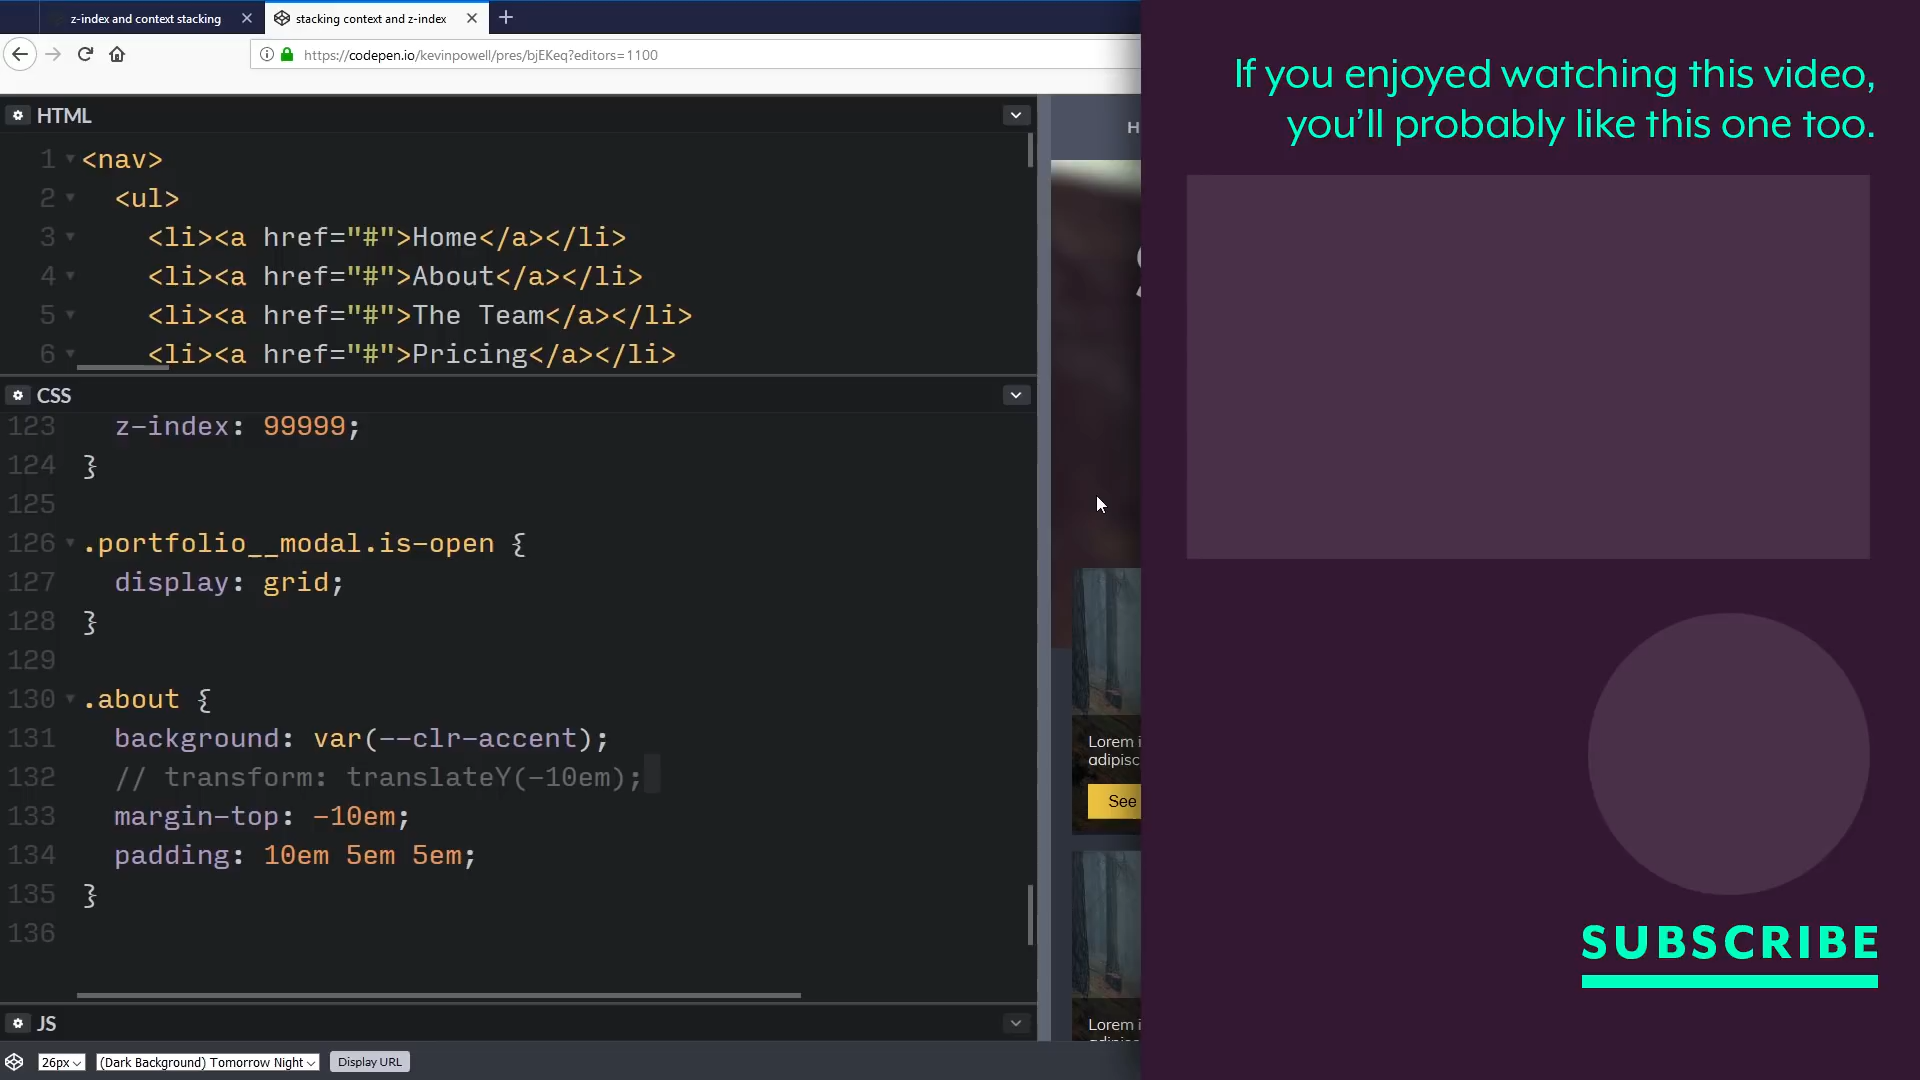 z-index and context stacking
stacking context and z-index
https://codepen.io/kevinpowell/pres/bjEKeq?editors=1100
HTML
1 <nav>
2 <ul>
3 <li><a href="#">Home</a></li>
4 <li><a href="#">About</a></li>
5 <li><a href="#">The Team</a></li>
6 <li><a href="#">Pricing</a></li>
CSS
123 z-index: 99999;
124 }
125
126 .portfolio__modal.is-open {
127 display: grid;
128 }
129
130 .about {
131 background: var(--clr-accent);
132 // transform: translateY(-10em);
133 margin-top: -10em;
134 padding: 10em 5em 5em;
135 }
136
JS
26px
(Dark Background) Tomorrow Night
Display URL
H
Lorem i
adipisc
See
Lorem i
If you enjoyed watching this video,
you'll probably like this one too.
SUBSCRIBE